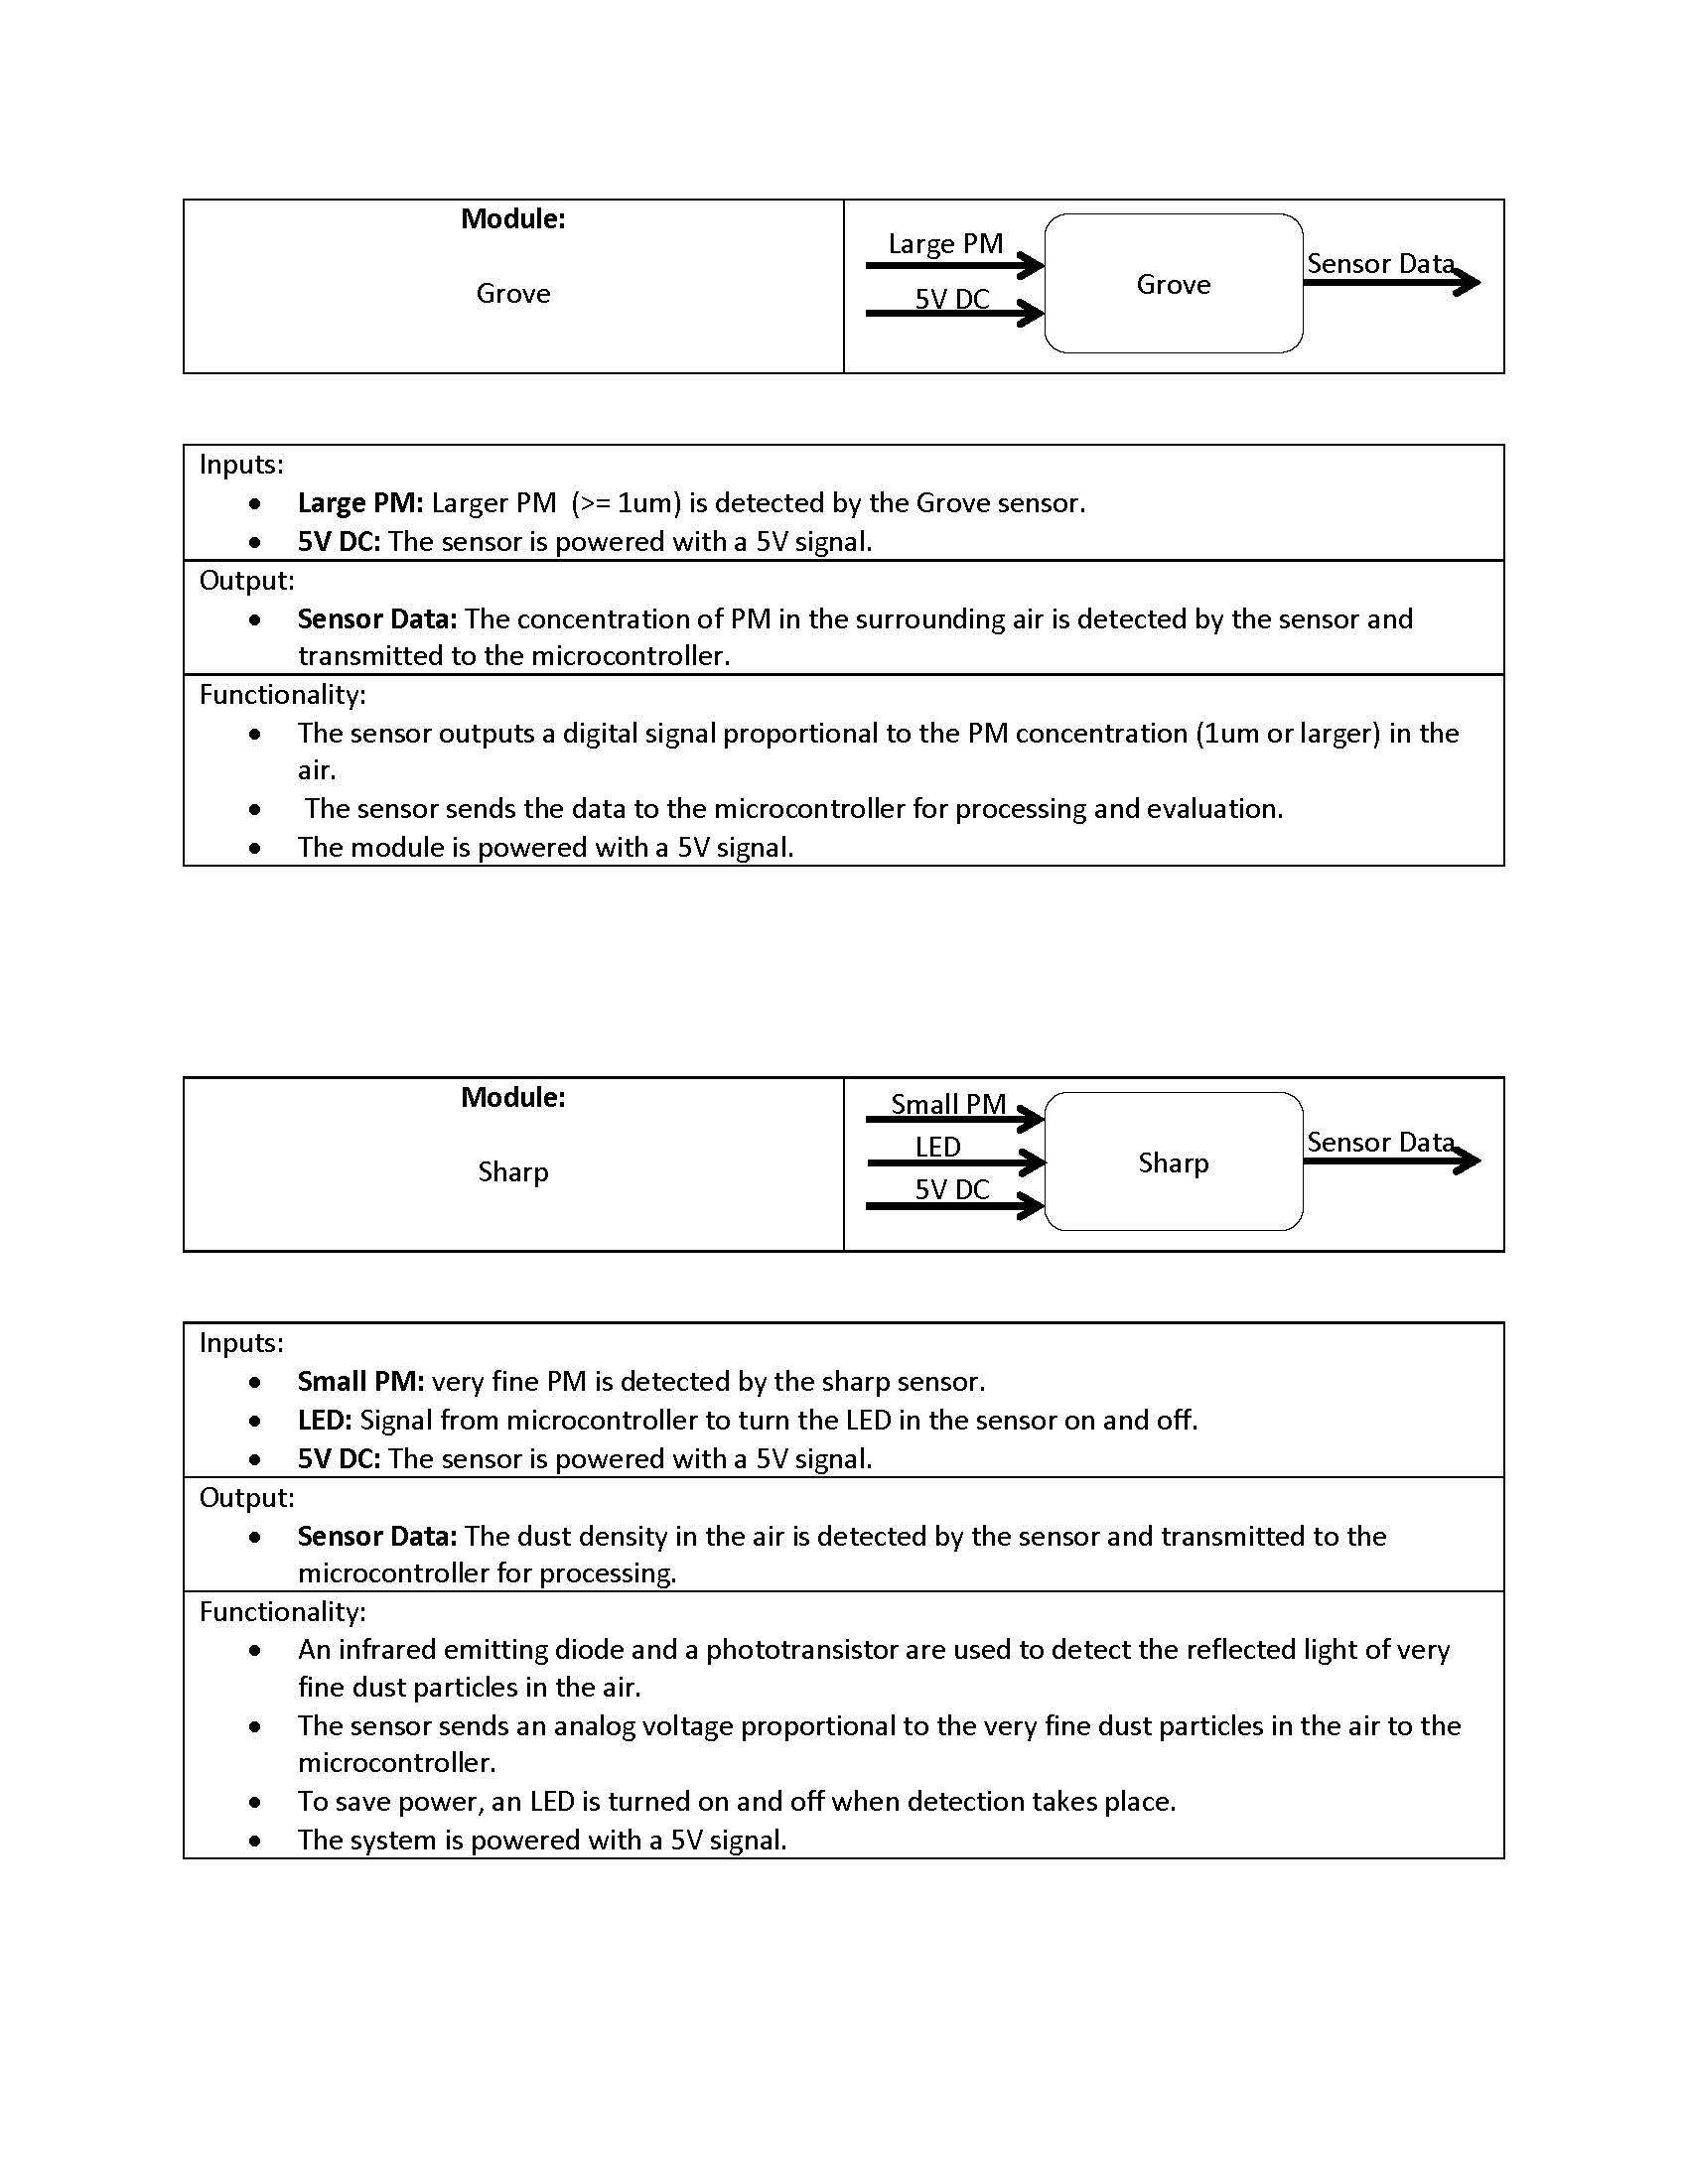 Module:
Grove
Large PM
5V DC
Grove
Sensor Data
Inputs:
• Large PM: Larger PM  (>= 1um) is detected by the Grove sensor.
• 5V DC: The sensor is powered with a 5V signal.
Output:
• Sensor Data: The concentration of PM in the surrounding air is detected by the sensor and
transmitted to the microcontroller.
Functionality:
• The sensor outputs a digital signal proportional to the PM concentration (1um or larger) in the
air.
• The sensor sends the data to the microcontroller for processing and evaluation.
• The module is powered with a 5V signal.
Module:
Sharp
Small PM
LED
5V DC
Sharp
Sensor Data
Inputs:
• Small PM: very fine PM is detected by the sharp sensor.
• LED: Signal from microcontroller to turn the LED in the sensor on and off.
• 5V DC: The sensor is powered with a 5V signal.
Output:
• Sensor Data: The dust density in the air is detected by the sensor and transmitted to the
microcontroller for processing.
Functionality:
• An infrared emitting diode and a phototransistor are used to detect the reflected light of very
fine dust particles in the air.
• The sensor sends an analog voltage proportional to the very fine dust particles in the air to the
microcontroller.
• To save power, an LED is turned on and off when detection takes place.
• The system is powered with a 5V signal.